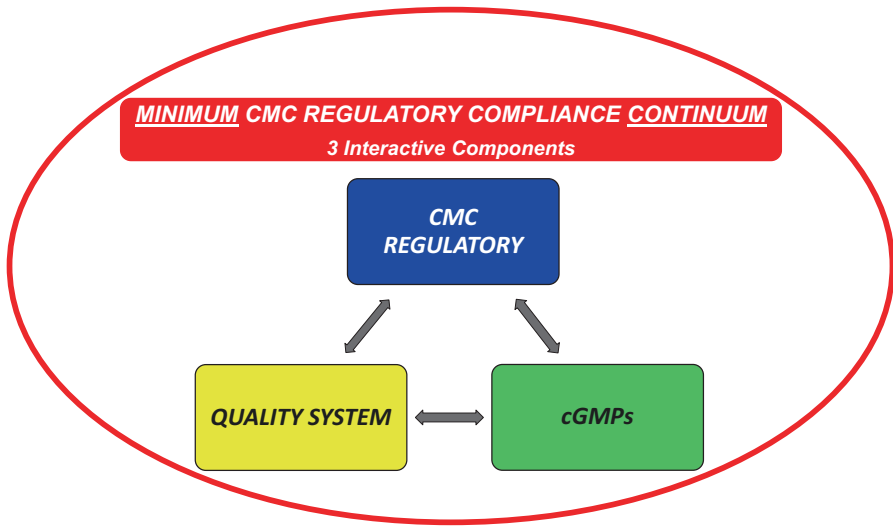 MINIMUM CMC REGULATORY COMPLIANCE CONTINUUM
3 Interactive Components
CMC
REGULATORY
QUALITY SYSTEM
cGMPs